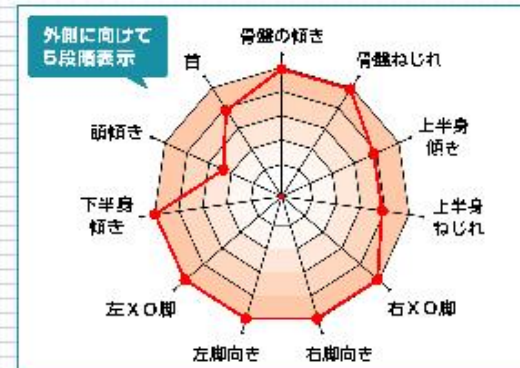 外側に向けて
5段階表示
骨盤の傾き
骨盤ねじれ
上半身
傾き
上半身
ねじれ
右XO脚
右脚向き
左脚向き
左XO脚
下半身
傾き
頭傾き
首